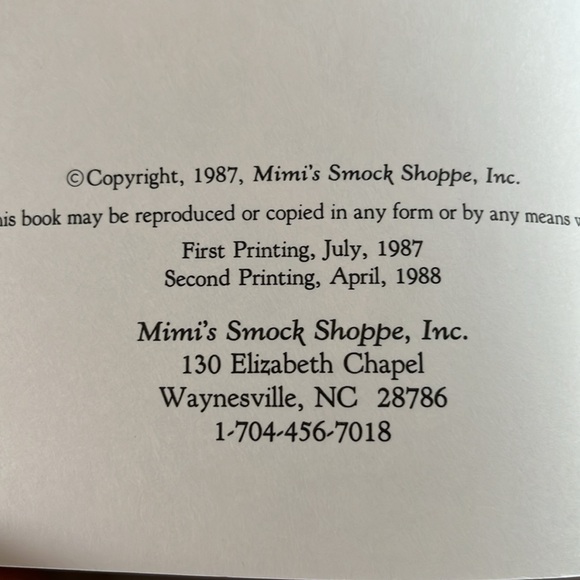 ©Copyright, 1987, Mimi's Smock Shoppe, Inc.
book may be reproduced or copied in any form or by any means
First Printing, July, 1987
Second Printing, April, 1988
Mimi's Smock Shoppe, Inc.
130 Elizabeth Chapel
Waynesville, NC 28786
1-704-456-7018